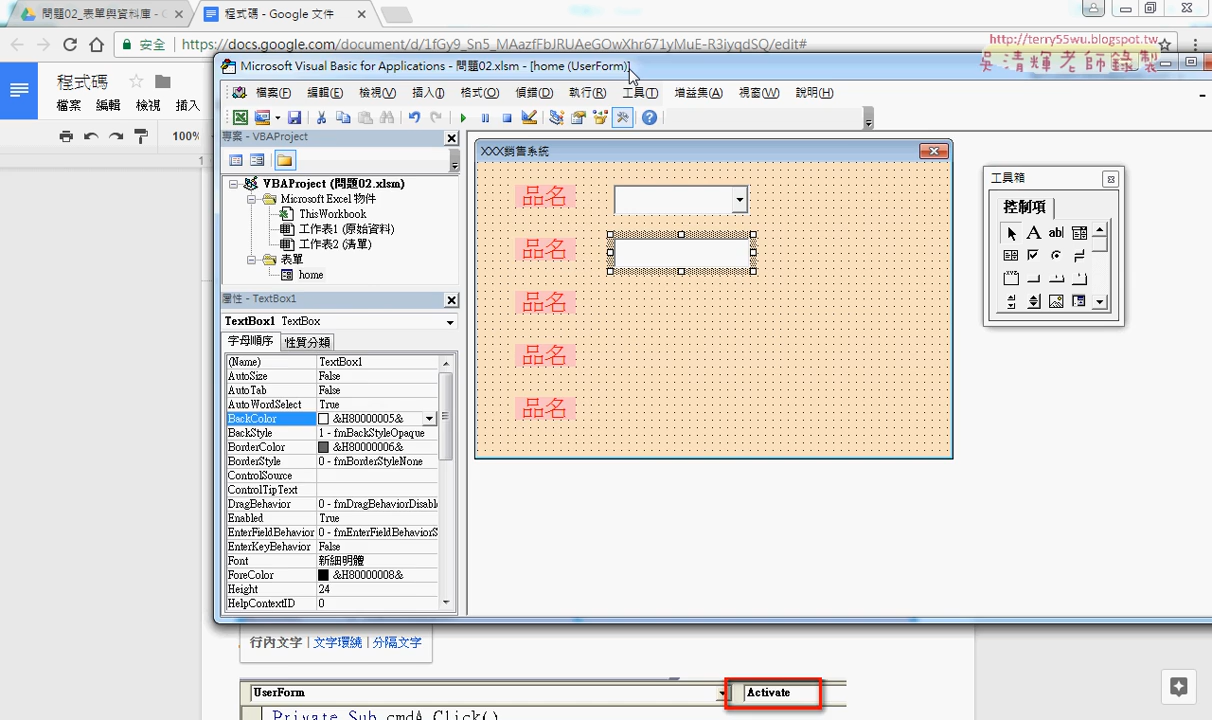 問題02_表單與資料庫 - G
程式碼 - Google 文件
安全
https://docs.google.com/document/d/1fGy9_Sn5_MAazfFbJRUAeGOwXhr671yMuE-R3iyqdSQ/edit#
http://terry55wu.blogspot.tw
吳清輝老師錄製
程式碼
檔案 編輯 檢視 插入
100%
Microsoft Visual Basic for Applications - 問題02.xlsm - [home (UserForm)]
檔案(F) 編輯(E) 檢視(V) 插入(I) 格式(O) 偵錯(D) 執行(R) 工具(T) 增益集(A) 視窗(W) 說明(H)
專案 - VBAProject
VBAProject (問題02.xlsm)
Microsoft Excel 物件
ThisWorkbook
工作表1 (原始資料)
工作表2 (清單)
表單
home
屬性 - TextBox1
TextBox1 TextBox
字母順序 性質分類
(Name) TextBox1
AutoSize False
AutoTab False
AutoWordSelect True
BackColor &H80000005&
BackStyle 1 - fmBackStyleOpaque
BorderColor &H80000006&
BorderStyle 0 - fmBorderStyleNone
ControlSource
ControlTipText
DragBehavior 0 - fmDragBehaviorDisabl
Enabled True
EnterFieldBehavior 0 - fmEnterFieldBehaviorS
EnterKeyBehavior False
Font 新細明體
ForeColor &H80000008&
Height 24
HelpContextID 0
XXX銷售系統
品名
品名
品名
品名
品名
工具箱
控制項
行內文字 | 文字環繞 | 分隔文字
UserForm
Activate
Private Sub cmdA_Click()